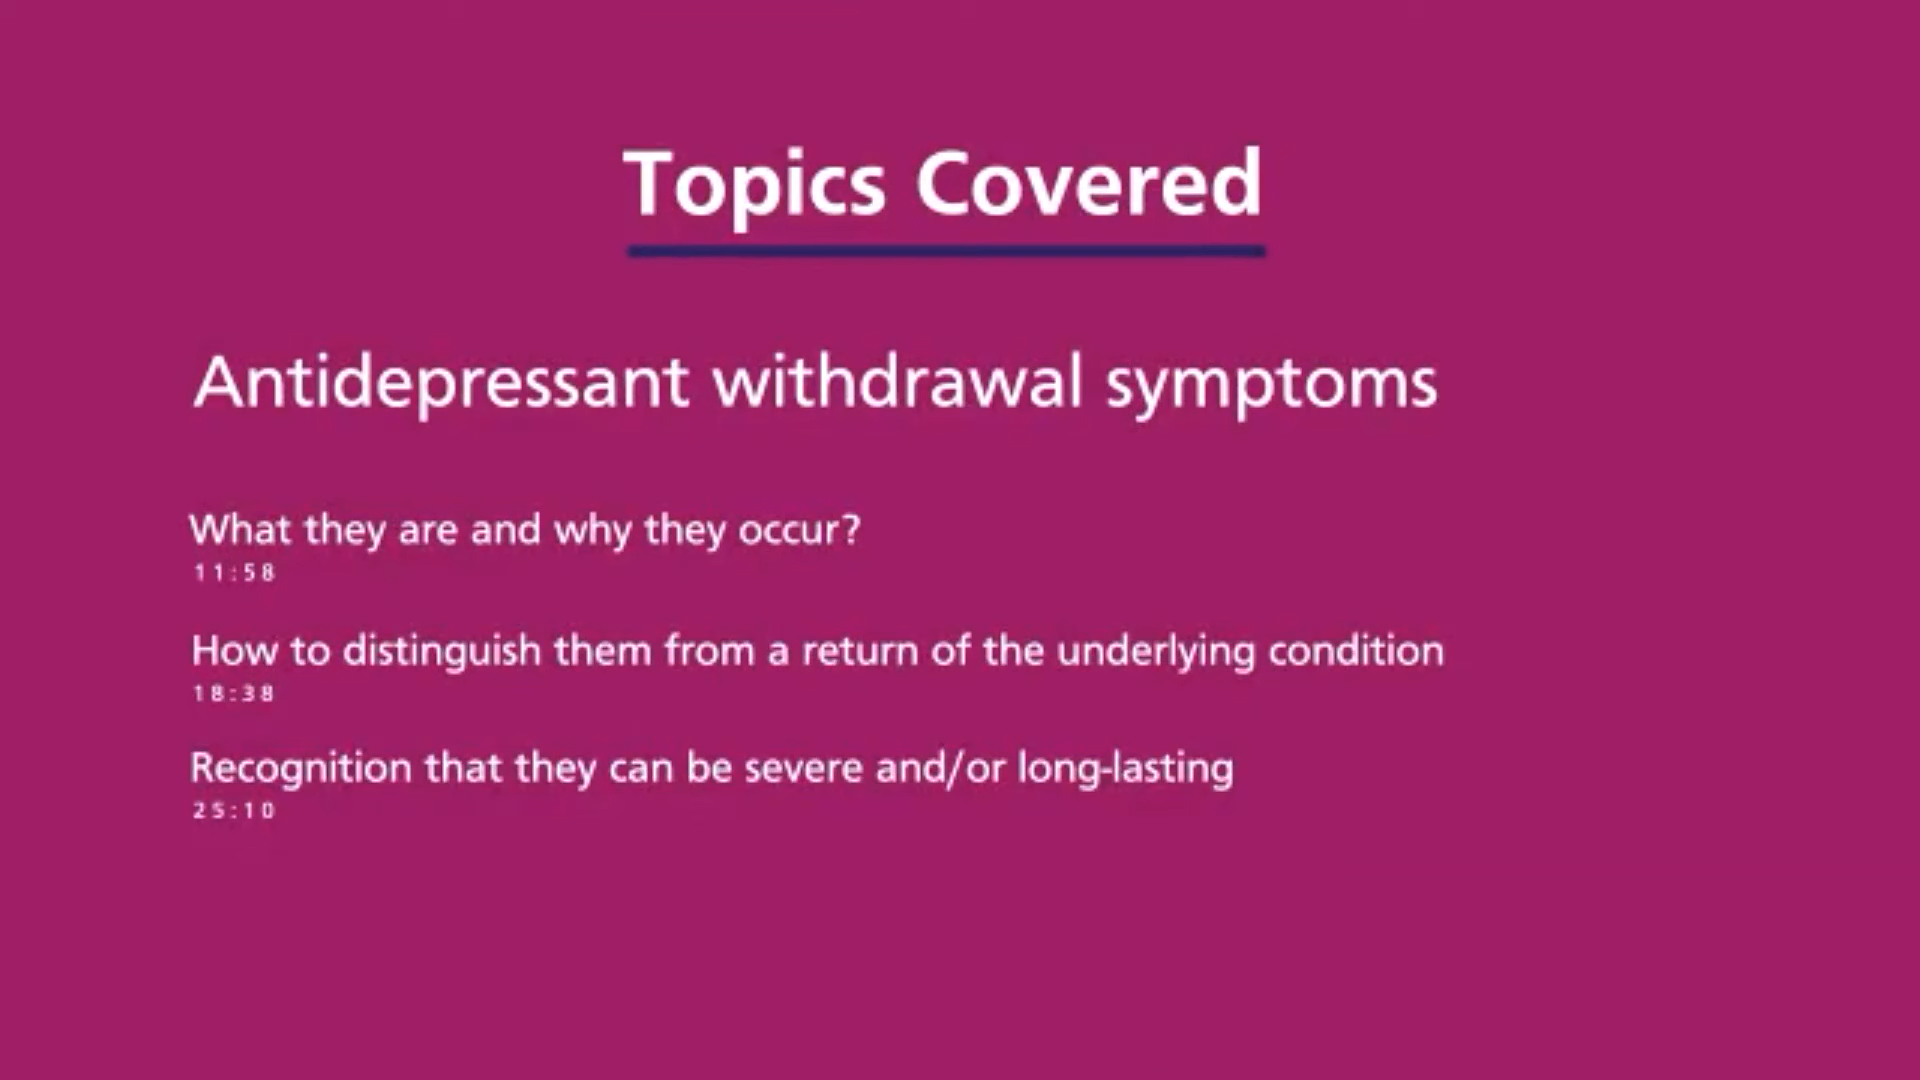 Topics Covered
Antidepressant withdrawal symptoms
What they are and why they occur?
11:58
How to distinguish them from a return of the underlying condition
18:38
Recognition that they can be severe and/or long-lasting
25:10